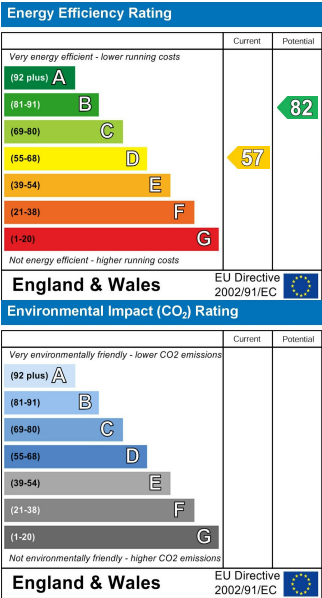 Energy Efficiency Rating
Current Potential
Very energy efficient - lower running costs
(92 plus) A
(81-91) B
82
(69-80) C
(55-68) D
57
(39-54) E
(21-38) F
(1-20) G
Not energy efficient - higher running costs
England & Wales
EU Directive
2002/91/EC
Environmental Impact (CO₂) Rating
Current Potential
Very environmentally friendly - lower CO2 emissions
(92 plus) A
(81-91) B
(69-80) C
(55-68) D
(39-54) E
(21-38) F
(1-20) G
Not environmentally friendly - higher CO2 emissions
England & Wales
EU Directive
2002/91/EC